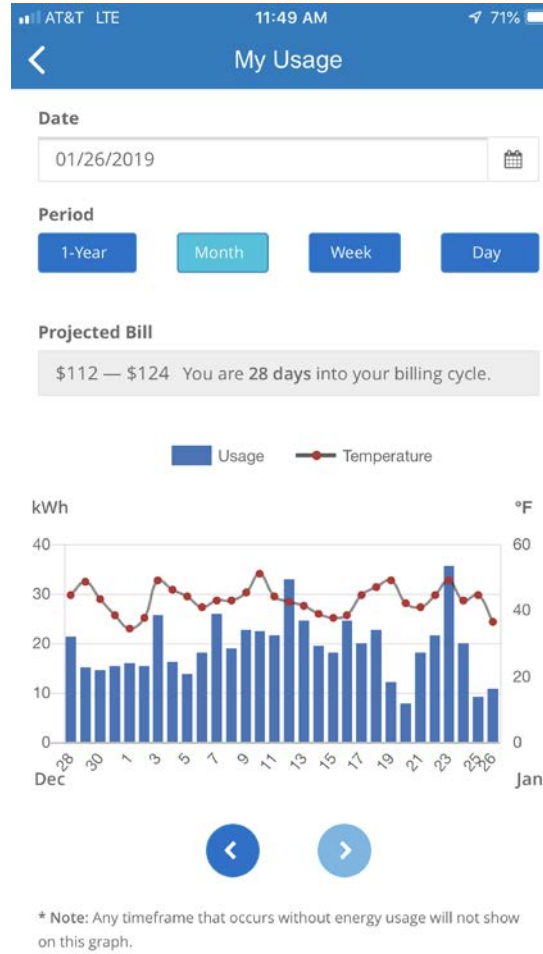 AT&T LTE 11:49 AM 71%
My Usage
Date
01/26/2019
Period
1-Year Month Week Day
Projected Bill
$112 — $124 You are 28 days into your billing cycle.
Usage Temperature
kWh °F
40 60
30 40
20 20
10
0 0
28 30 1 3 5 7 9 11 13 15 17 19 21 23 25 26
Dec Jan
* Note: Any timeframe that occurs without energy usage will not show
on this graph.